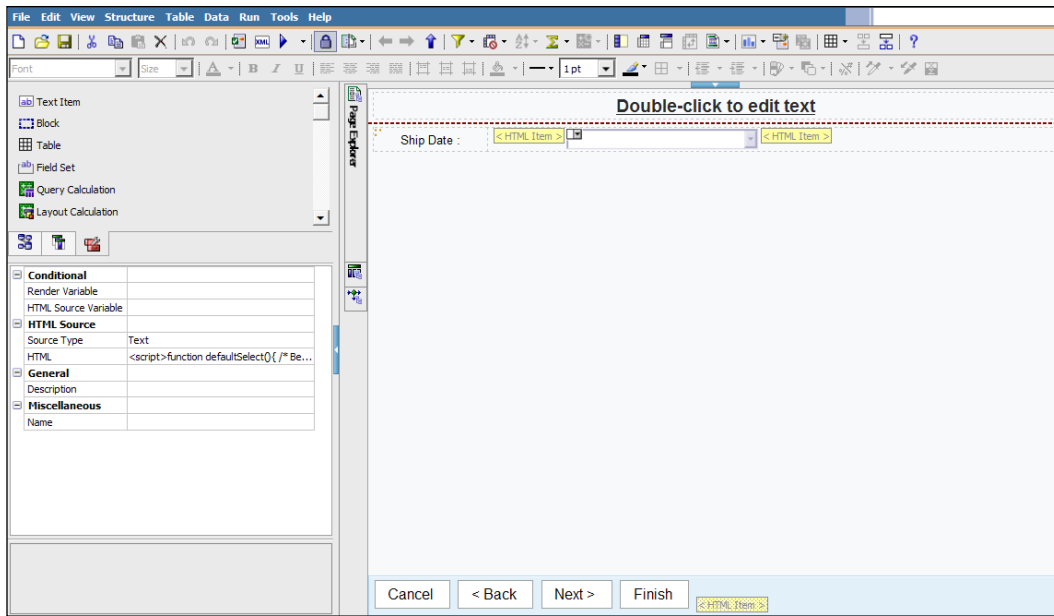 File Edit View Structure Table Data Run Tools Help
XML
?
Font Size A B I U 1 pt
ab Text Item
Block
Table
ab Field Set
Query Calculation
Layout Calculation
Page Explorer
Double-click to edit text
Ship Date : < HTML Item > < HTML Item >
Conditional
Render Variable
HTML Source Variable
HTML Source
Source Type Text
HTML <script>function defaultSelect(){ /* Be...
General
Description
Miscellaneous
Name
Cancel < Back Next > Finish < HTML Item >